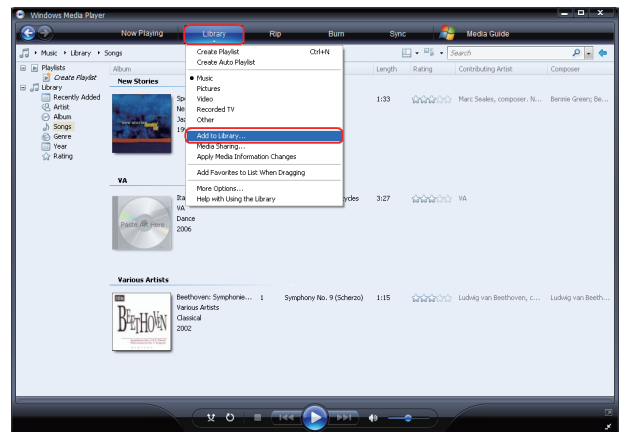 Windows Media Player
Now Playing Library Rip Burn Sync Media Guide
Music Library Songs
Search
Create Playlist Ctrl+N
Create Auto Playlist
Music
Pictures
Video
Recorded TV
Other
Add to Library...
Media Sharing...
Apply Media Information Changes
Add Favorites to List When Dragging
More Options...
Help with Using the Library
Playlists
Create Playlist
Library
Recently Added
Artist
Album
Songs
Genre
Year
Rating
Album Length Rating Contributing Artist Composer
New Stories
1:33 Marc Seales, composer. N... Bennie Green; Be...
VA
Paste Art Here
VA
Dance
2006
3:27 VA
Various Artists
BEETHOVEN
Beethoven: Symphonie... 1 Symphony No. 9 (Scherzo) 1:15 Ludwig van Beethoven, c... Ludwig van Beeth...
Various Artists
Classical
2002